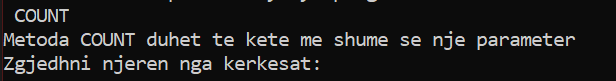 COUNT
Metoda COUNT duhet te kete me shume se nje parameter
Zgjedhni njeren nga kerkesat: